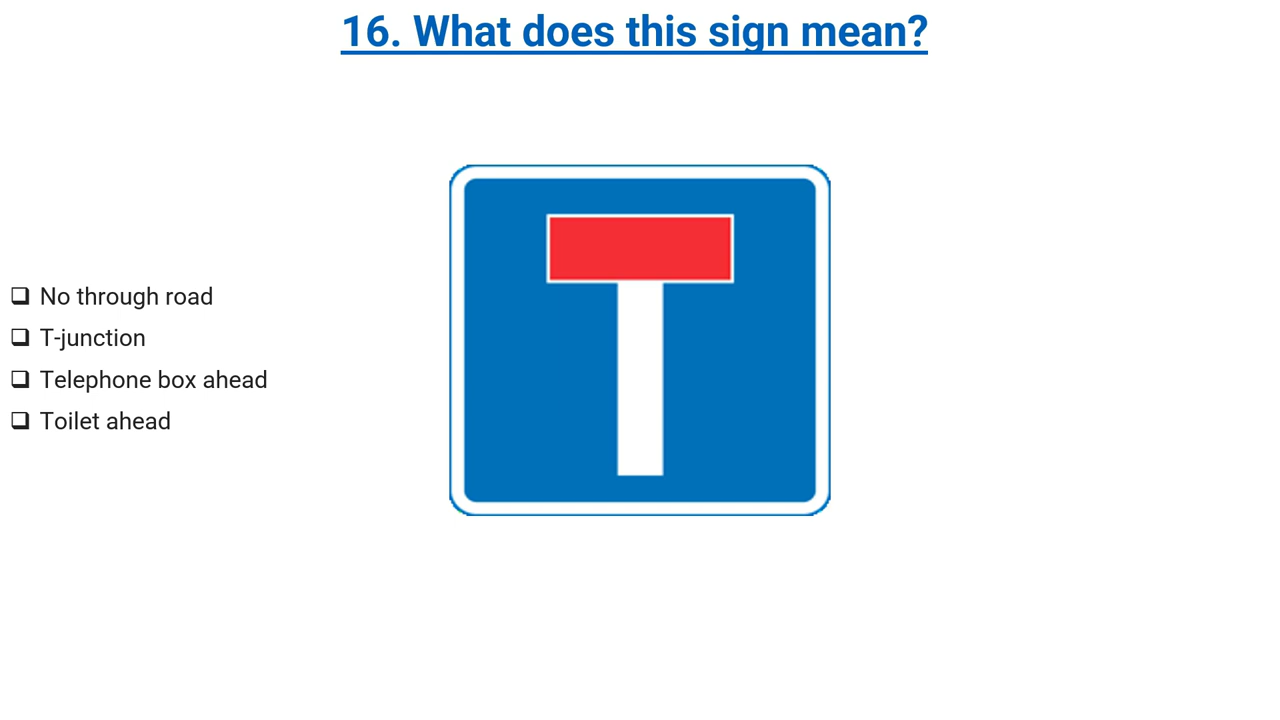 16. What does this sign mean?
No through road
T-junction
Telephone box ahead
Toilet ahead